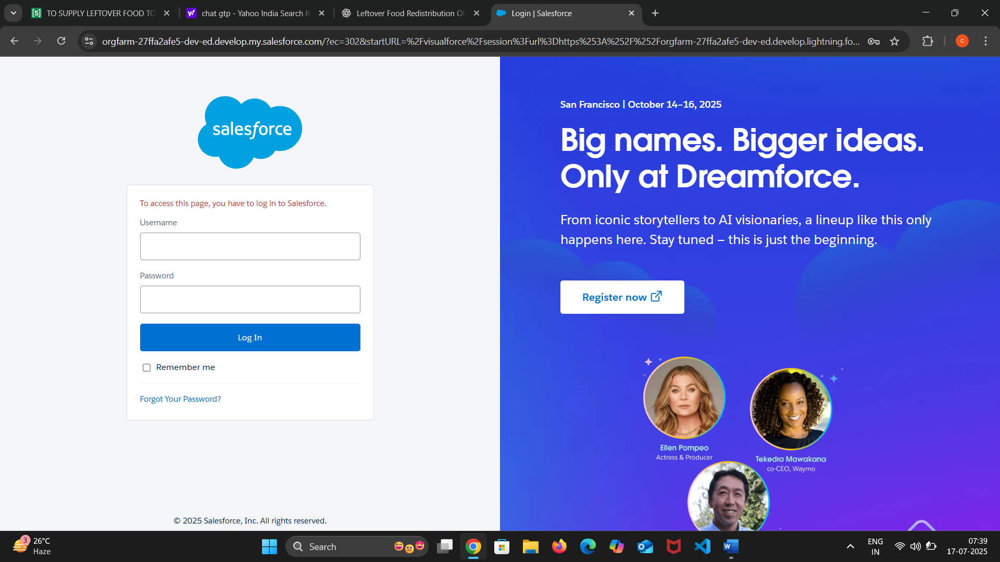 TO SUPPLY LEFTOVER FOOD TO
chat gtp - Yahoo India Search R
Leftover Food Redistribution Ob
Login | Salesforce
orgfarm-27ffa2afe5-dev-ed.develop.my.salesforce.com/?ec=302&startURL=%2Fvisualforce%2Fsession%3Furl%3Dhttps%253A%252F%252Forgfarm-27ffa2afe5-dev-ed.develop.lightning.fo...
C
salesforce
To access this page, you have to log in to Salesforce.
Username
Password
Log In
Remember me
Forgot Your Password?
© 2025 Salesforce, Inc. All rights reserved.
San Francisco | October 14–16, 2025
Big names. Bigger ideas.
Only at Dreamforce.
From iconic storytellers to AI visionaries, a lineup like this only
happens here. Stay tuned – this is just the beginning.
Register now
Ellen Pompeo
Actress & Producer
Tekedra Mawakana
co-CEO, Waymo
3
26°C
Haze
Search
ENG
IN
07:39
17-07-2025